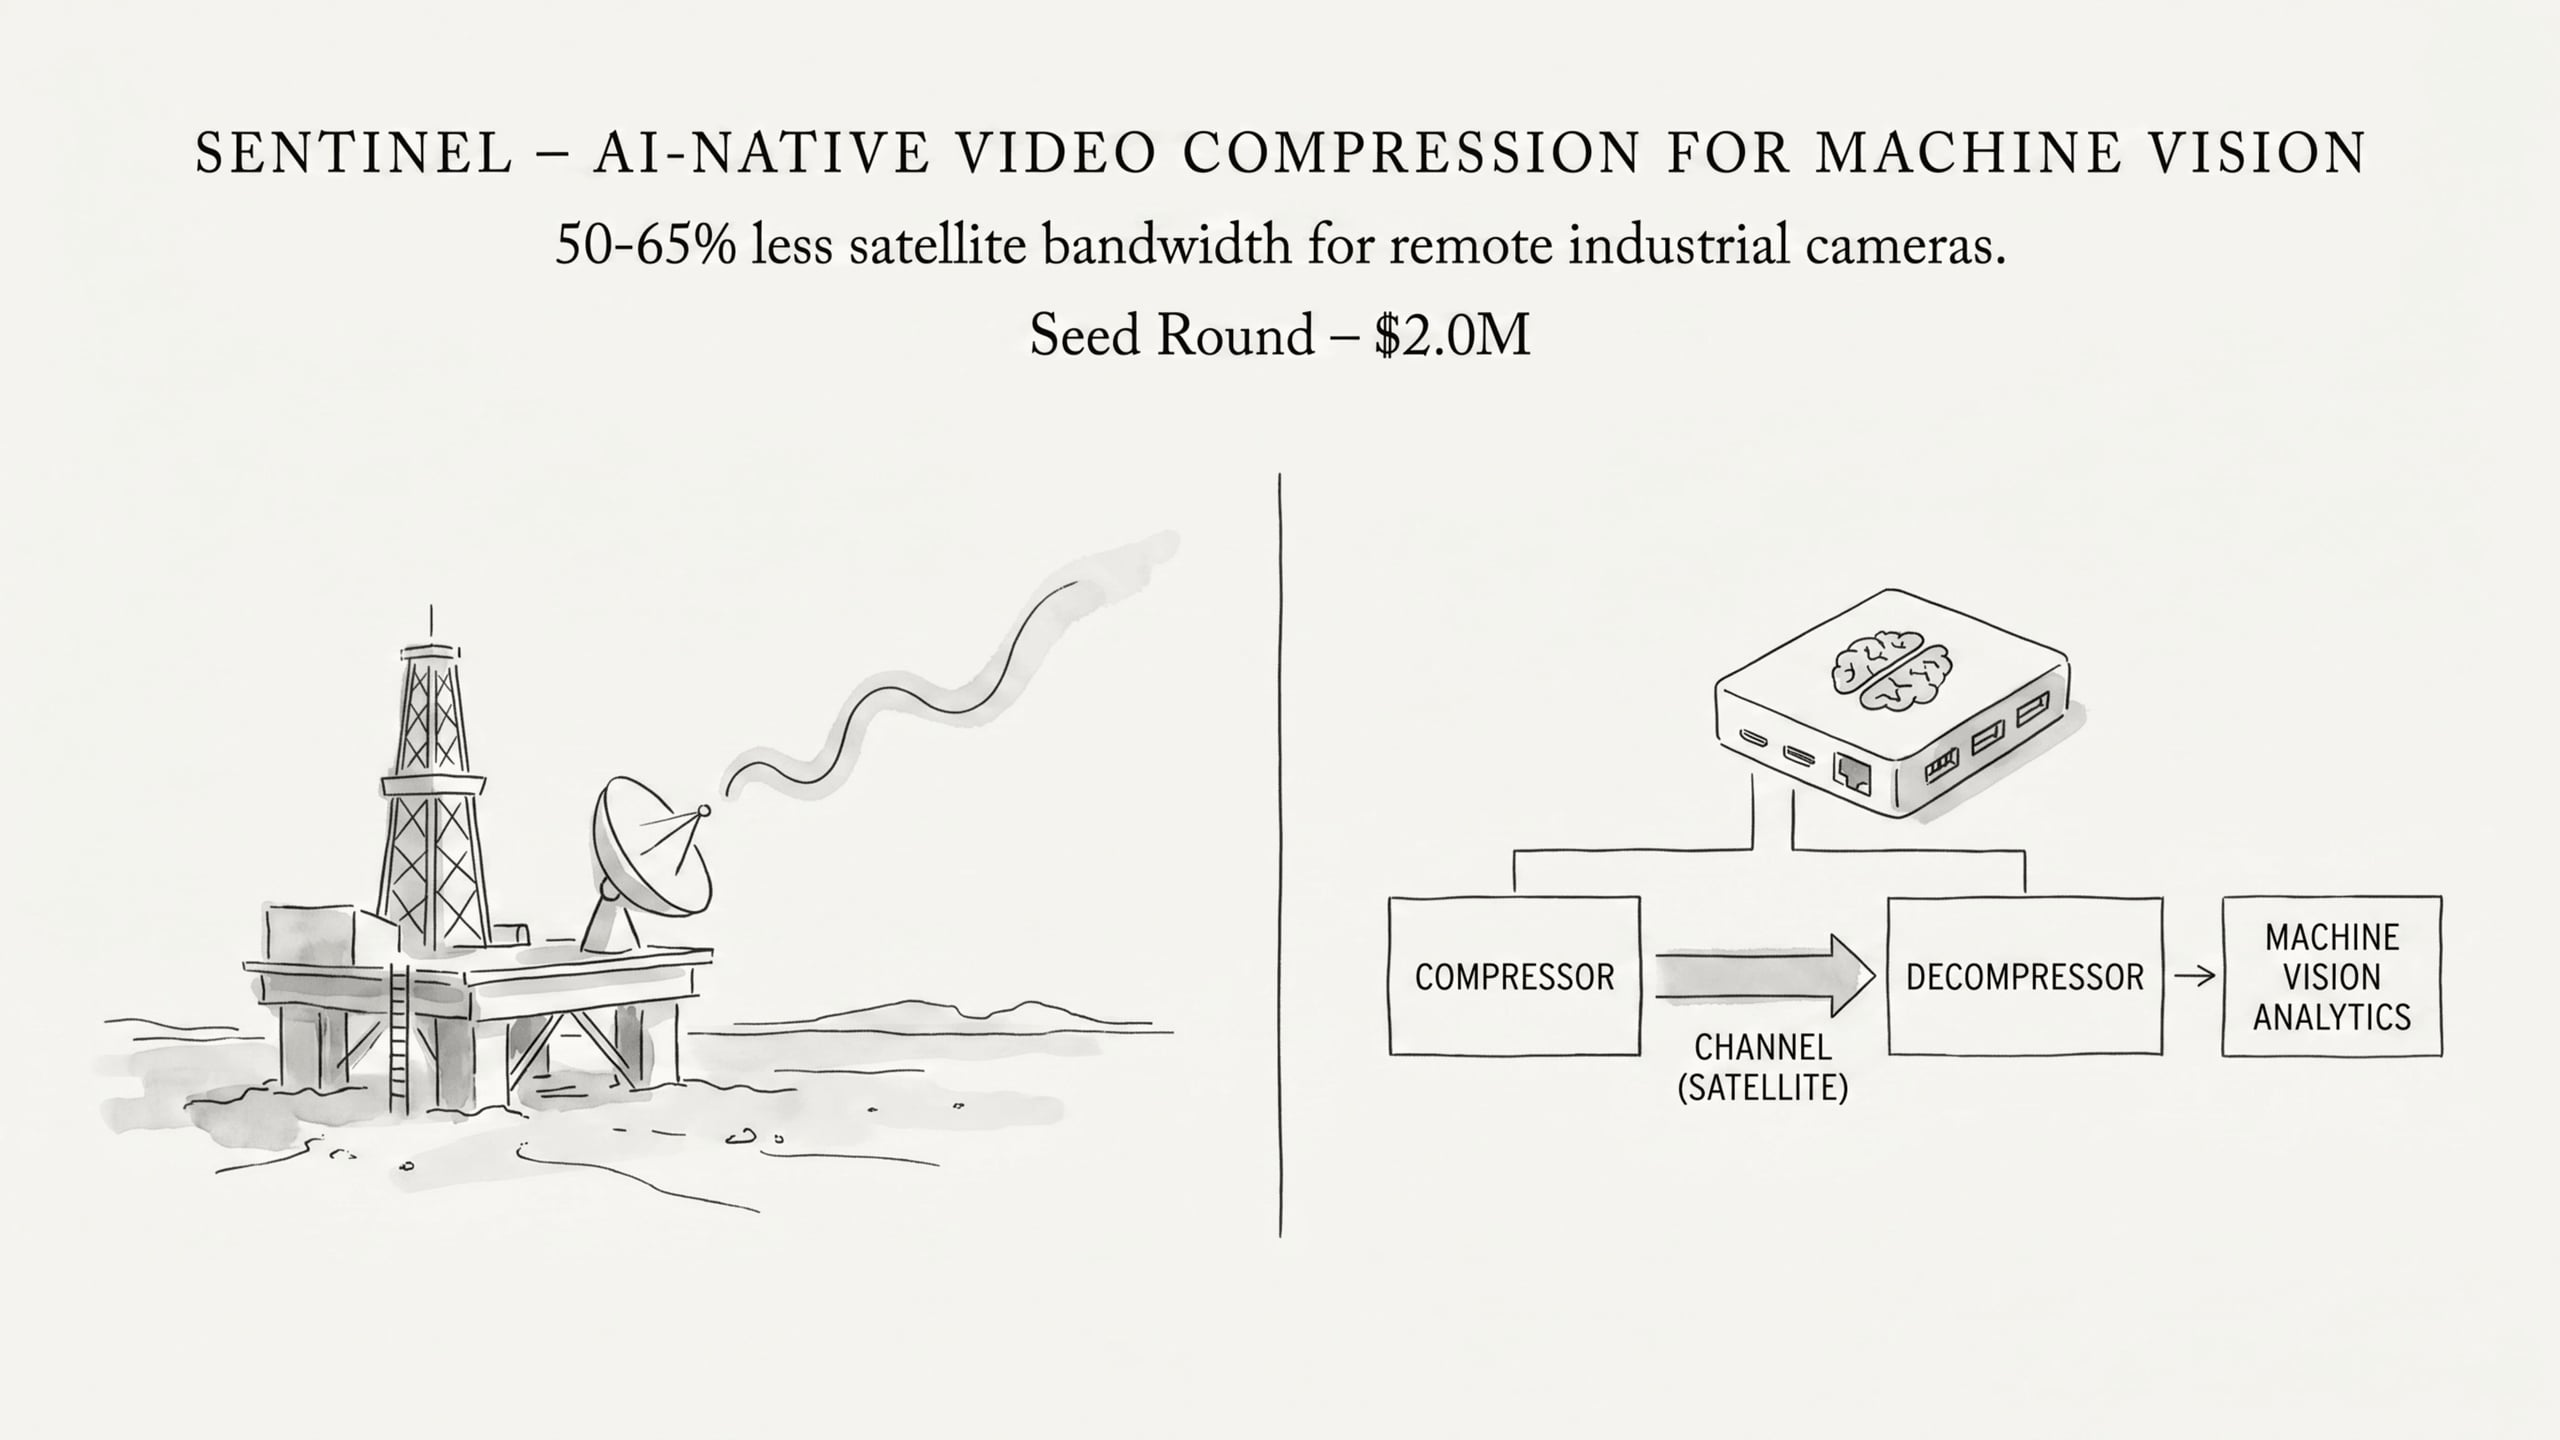 SENTINEL – AI-NATIVE VIDEO COMPRESSION FOR MACHINE VISION
50-65% less satellite bandwidth for remote industrial cameras.
Seed Round – $2.0M
COMPRESSOR
CHANNEL
(SATELLITE)
DECOMPRESSOR
MACHINE
VISION
ANALYTICS